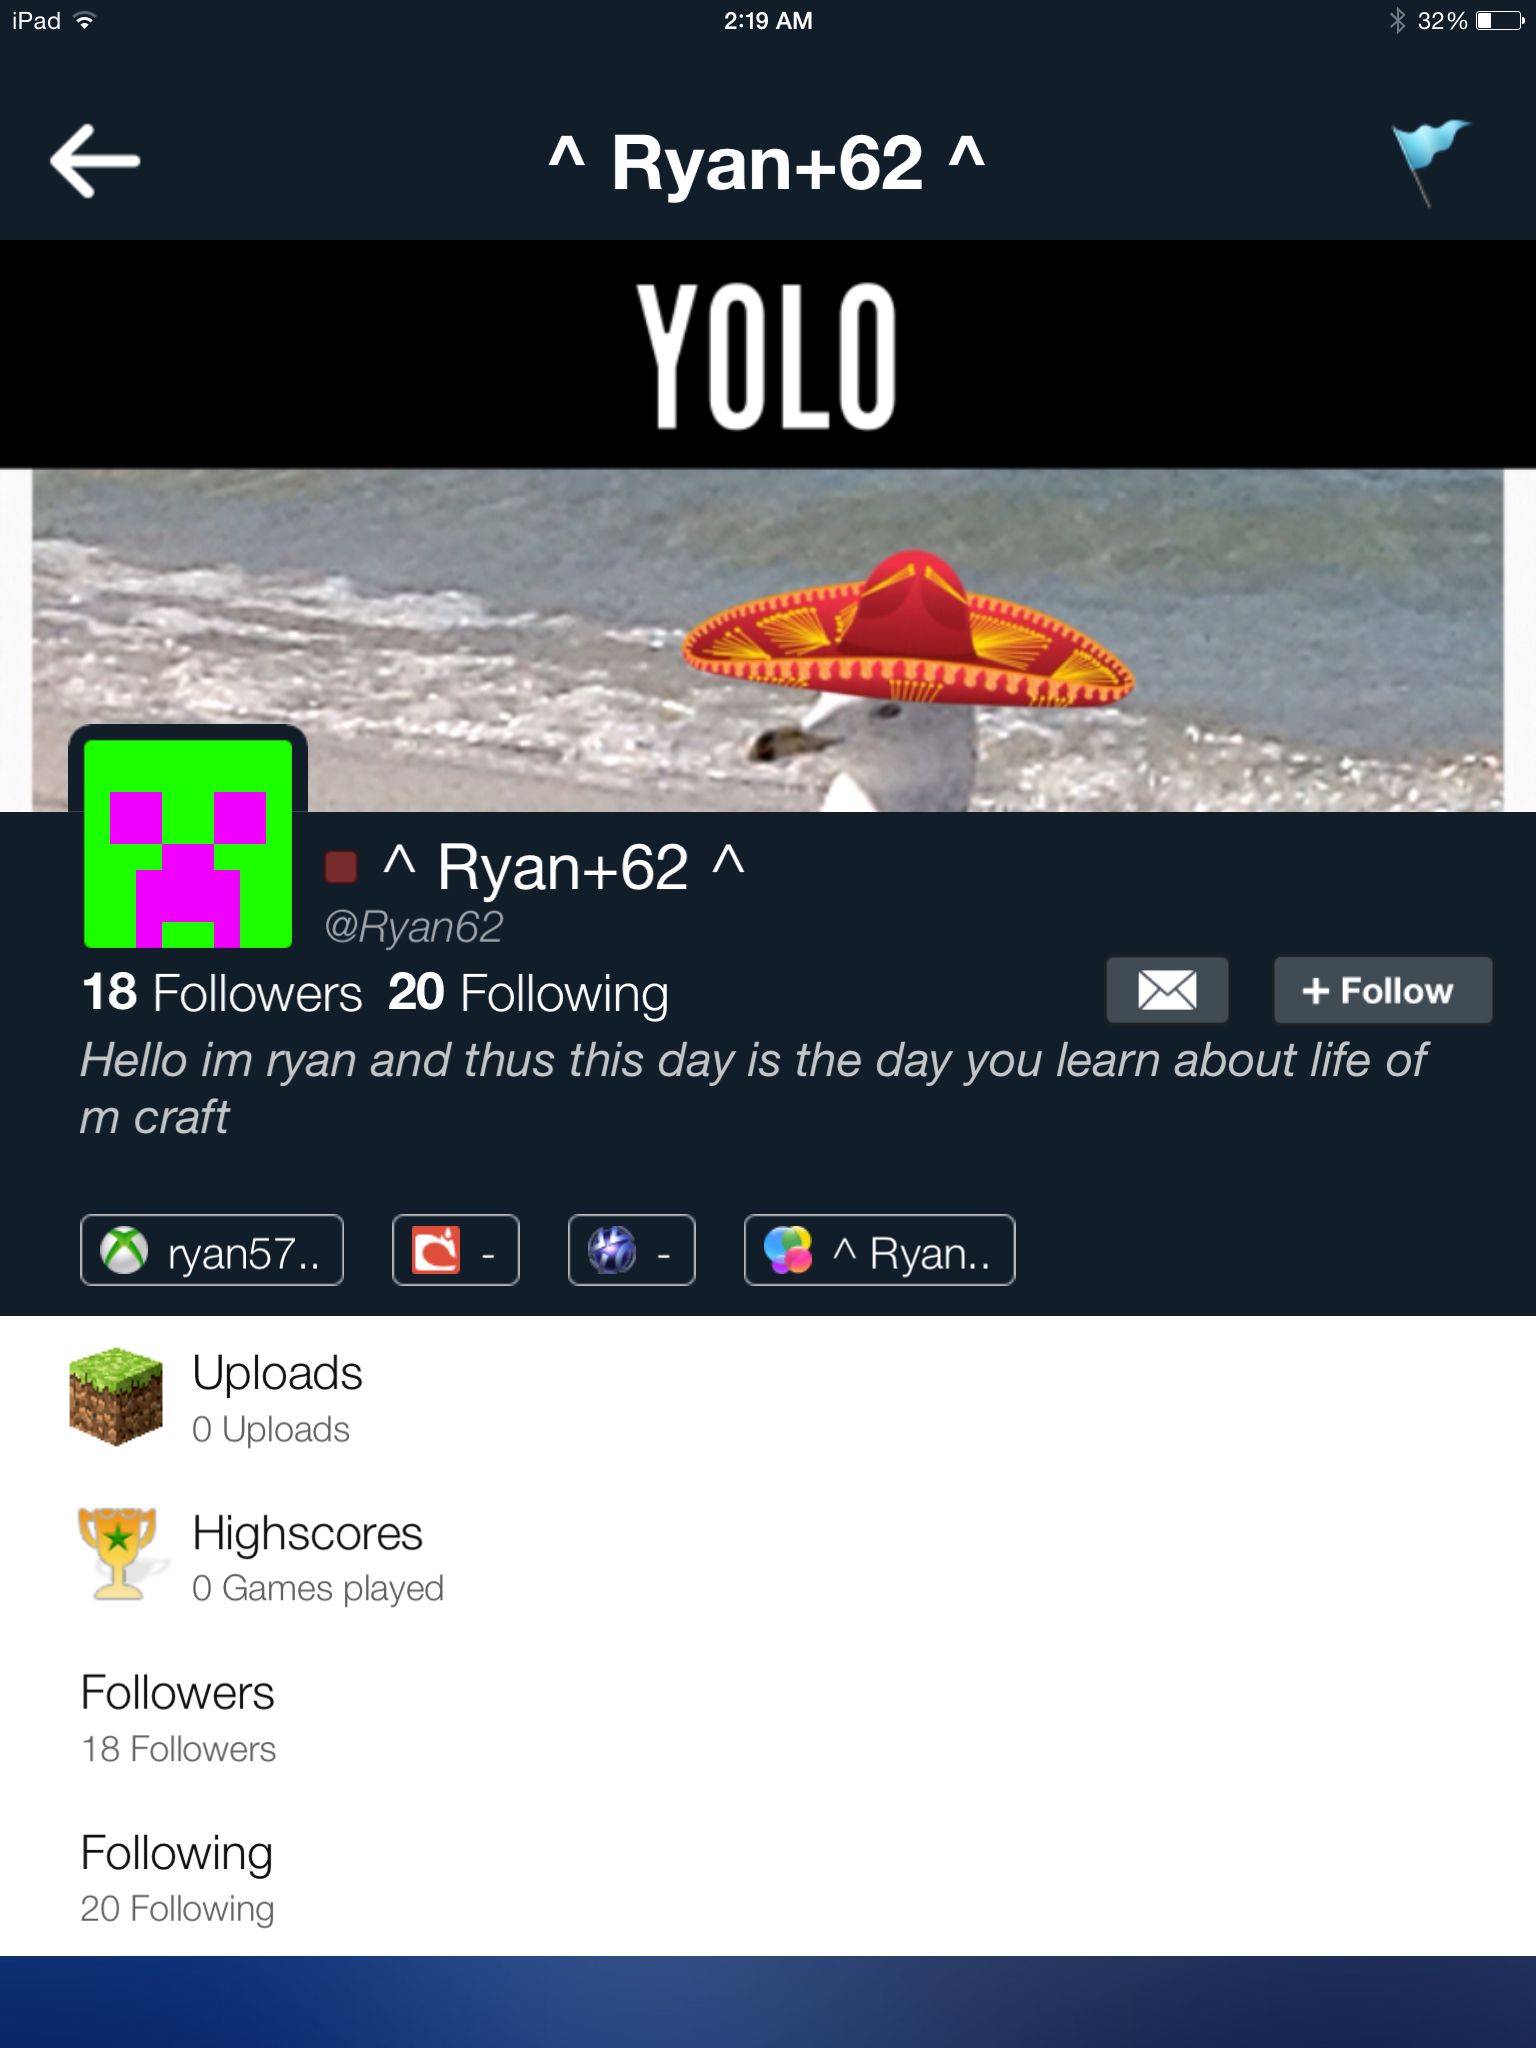 iPad 2:19 AM 32%
^ Ryan+62 ^
YOLO
^ Ryan+62 ^
@Ryan62
18 Followers 20 Following + Follow
Hello im ryan and thus this day is the day you learn about life of
m craft
ryan57.. - - ^ Ryan..
Uploads
0 Uploads
Highscores
0 Games played
Followers
18 Followers
Following
20 Following